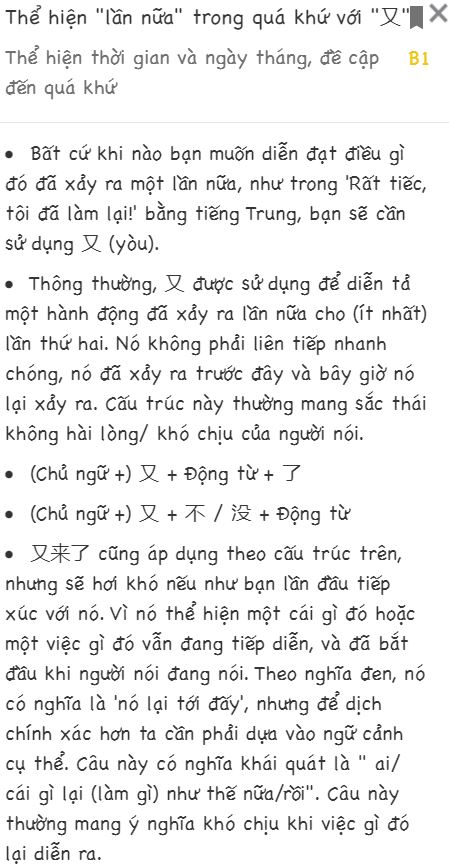 Thể hiện "lần nữa" trong quá khứ với "又"
Thể hiện thời gian và ngày tháng, đề cập B1
đến quá khứ
• Bất cứ khi nào bạn muốn diễn đạt điều gì
đó đã xảy ra một lần nữa, như trong 'Rất tiếc,
tôi đã làm lại!' bằng tiếng Trung, bạn sẽ cần
sử dụng 又 (yòu).
• Thông thường, 又 được sử dụng để diễn tả
một hành động đã xảy ra lần nữa cho (ít nhất)
lần thứ hai. Nó không phải liên tiếp nhanh
chóng, nó đã xảy ra trước đây và bây giờ nó
lại xảy ra. Cấu trúc này thường mang sắc thái
không hài lòng/ khó chịu của người nói.
• (Chủ ngữ +) 又 + Động từ + 了
• (Chủ ngữ +) 又 + 不 / 没 + Động từ
• 又来了 cũng áp dụng theo cấu trúc trên,
nhưng sẽ hơi khó nếu như bạn lần đầu tiếp
xúc với nó. Vì nó thể hiện một cái gì đó hoặc
một việc gì đó vẫn đang tiếp diễn, và đã bắt
đầu khi người nói đang nói. Theo nghĩa đen, nó
có nghĩa là 'nó lại tới đấy', nhưng để dịch
chính xác hơn ta cần phải dựa vào ngữ cảnh
cụ thể. Câu này có nghĩa khái quát là " ai/
cái gì lại (làm gì) như thế nữa/rồi". Câu này
thường mang ý nghĩa khó chịu khi việc gì đó
lại diễn ra.